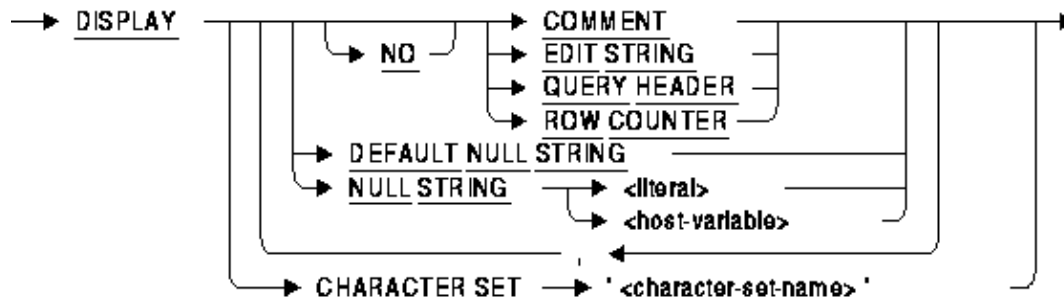 DISPLAY COMMENT
NO EDIT STRING
QUERY HEADER
ROW COUNTER
DEFAULT NULL STRING
NULL STRING <literal>
<host-variable>
,
CHARACTER SET ' <character-set-name> '